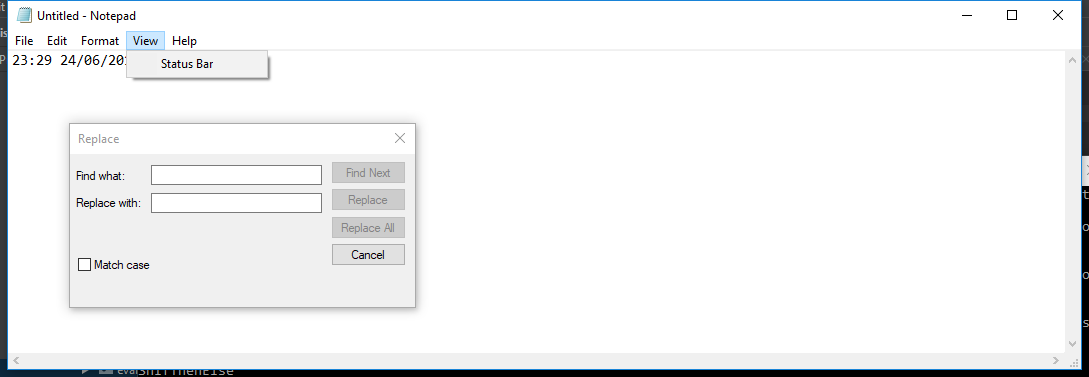 Untitled - Notepad
File Edit Format View Help
23:29 24/06/20
Status Bar
Replace
Find what:
Find Next
Replace with:
Replace
Replace All
Cancel
Match case